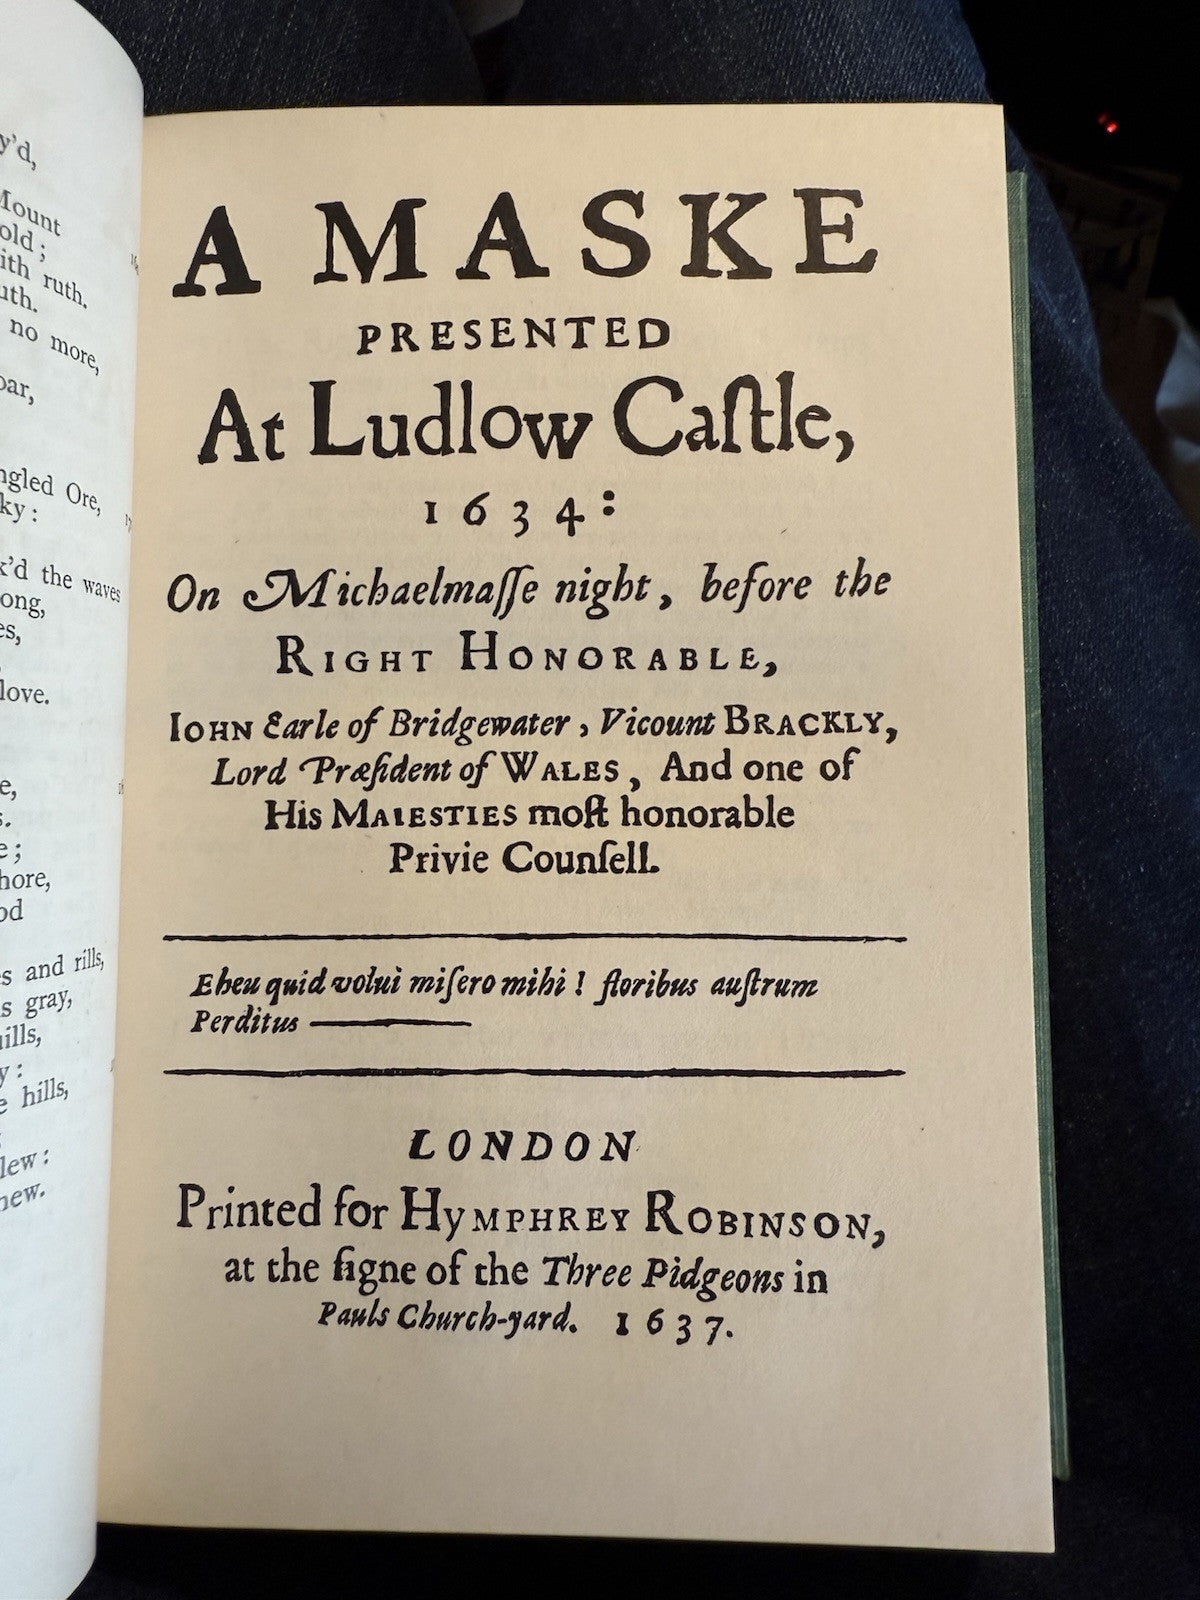 y'd,
Mount
old ;
ith ruth.
uth.
no more,
oar,
ngled Ore,
ky :
k'd the waves
ong,
es,
love.
e,
s.
e ;
hore,
od
s and rills,
s gray,
uills,
y :
e hills,
lew :
new.
A MASKE
PRESENTED
At Ludlow Caſtle,
1634:
On Michaelmaſſe night, before the
RIGHT HONORABLE,
IOHN Earle of Bridgewater, Vicount BRACKLY,
Lord Præſident of WALES, And one of
His MAIESTIES moſt honorable
Privie Counſell.
Eheu quid volui miſero mihi ! floribus auſtrum
Perditus ———
LONDON
Printed for HYMPHREY ROBINSON,
at the ſigne of the Three Pidgeons in
Pauls Church-yard. 1637.